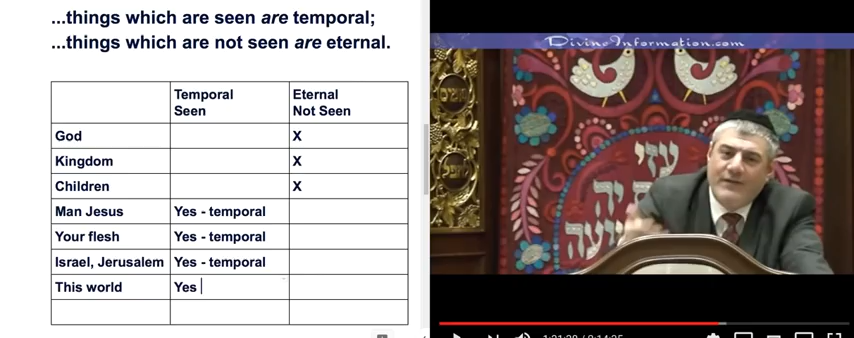 ...things which are seen are temporal;
...things which are not seen are eternal.
Temporal Seen
Eternal Not Seen
God X
Kingdom X
Children X
Man Jesus Yes - temporal
Your flesh Yes - temporal
Israel, Jerusalem Yes - temporal
This world Yes
DivineInformation.com
עזי
יה